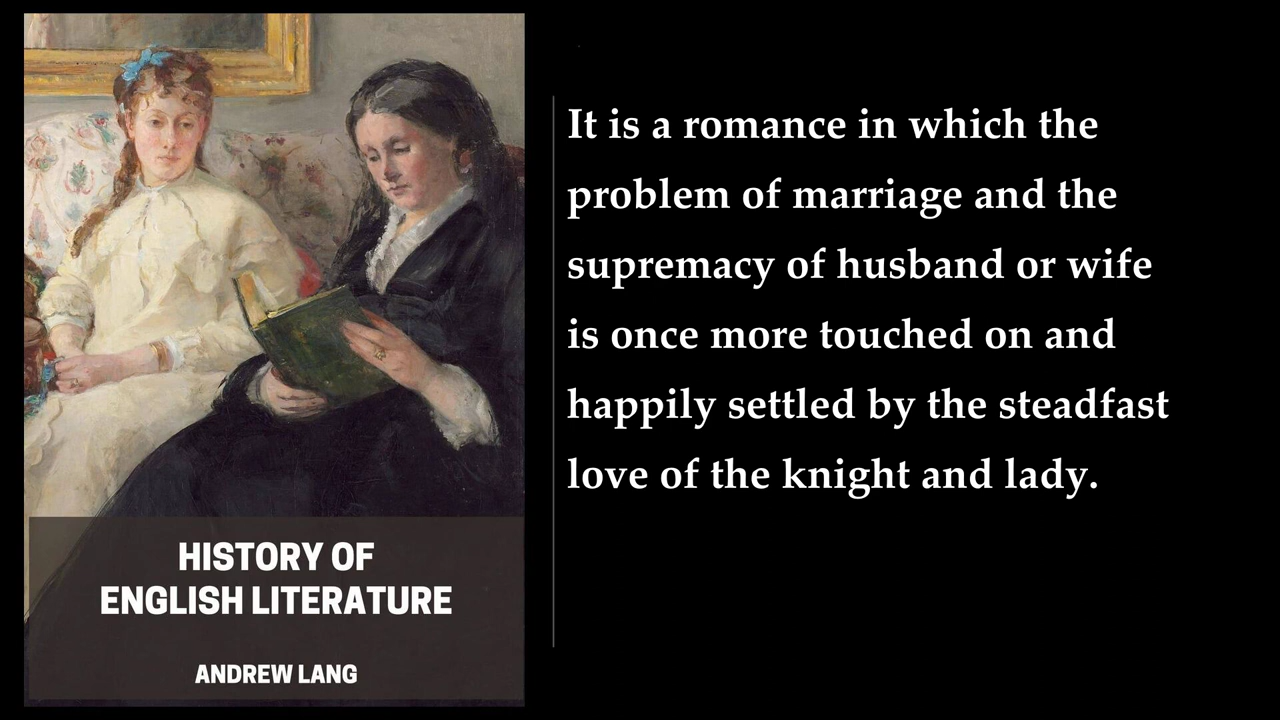 HISTORY OF
ENGLISH LITERATURE
ANDREW LANG
It is a romance in which the
problem of marriage and the
supremacy of husband or wife
is once more touched on and
happily settled by the steadfast
love of the knight and lady.